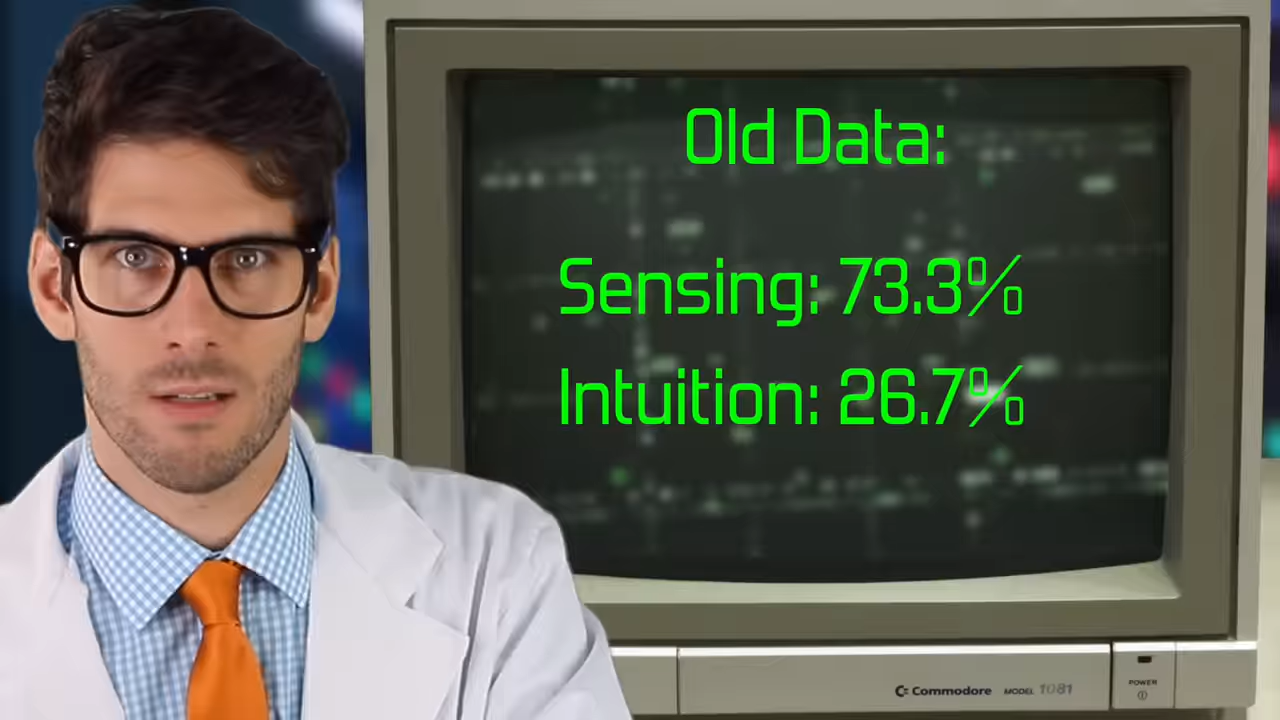 Old Data:
Sensing: 73.3%
Intuition: 26.7%
Commodore MODEL 1081
POWER